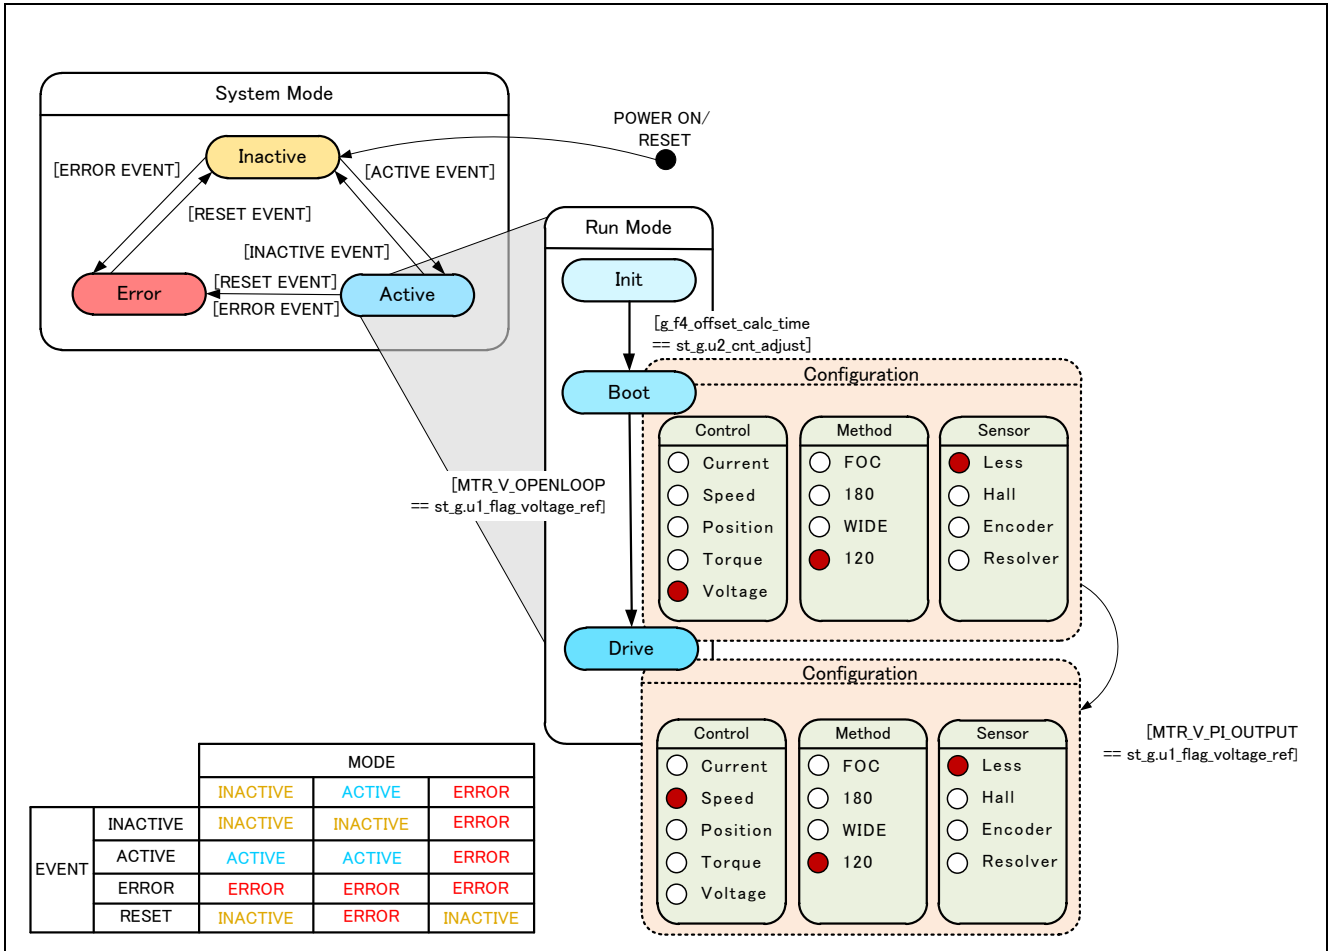 System Mode
POWER ON/
RESET
Inactive
[ERROR EVENT]
[ACTIVE EVENT]
[RESET EVENT]
[INACTIVE EVENT]
Error
[RESET EVENT]
[ERROR EVENT]
Active
Run Mode
Init
[g_f4_offset_calc_time
== st_g.u2_cnt_adjust]
Boot
[MTR_V_OPENLOOP
== st_g.u1_flag_voltage_ref]
Drive
Configuration
Control
Current
Speed
Position
Torque
Voltage
Method
FOC
180
WIDE
120
Sensor
Less
Hall
Encoder
Resolver
Configuration
Control
Current
Speed
Position
Torque
Voltage
Method
FOC
180
WIDE
120
Sensor
Less
Hall
Encoder
Resolver
[MTR_V_PI_OUTPUT
== st_g.u1_flag_voltage_ref]
MODE
INACTIVE ACTIVE ERROR
EVENT
INACTIVE INACTIVE INACTIVE ERROR
ACTIVE ACTIVE ACTIVE ERROR
ERROR ERROR ERROR ERROR
RESET INACTIVE ERROR INACTIVE